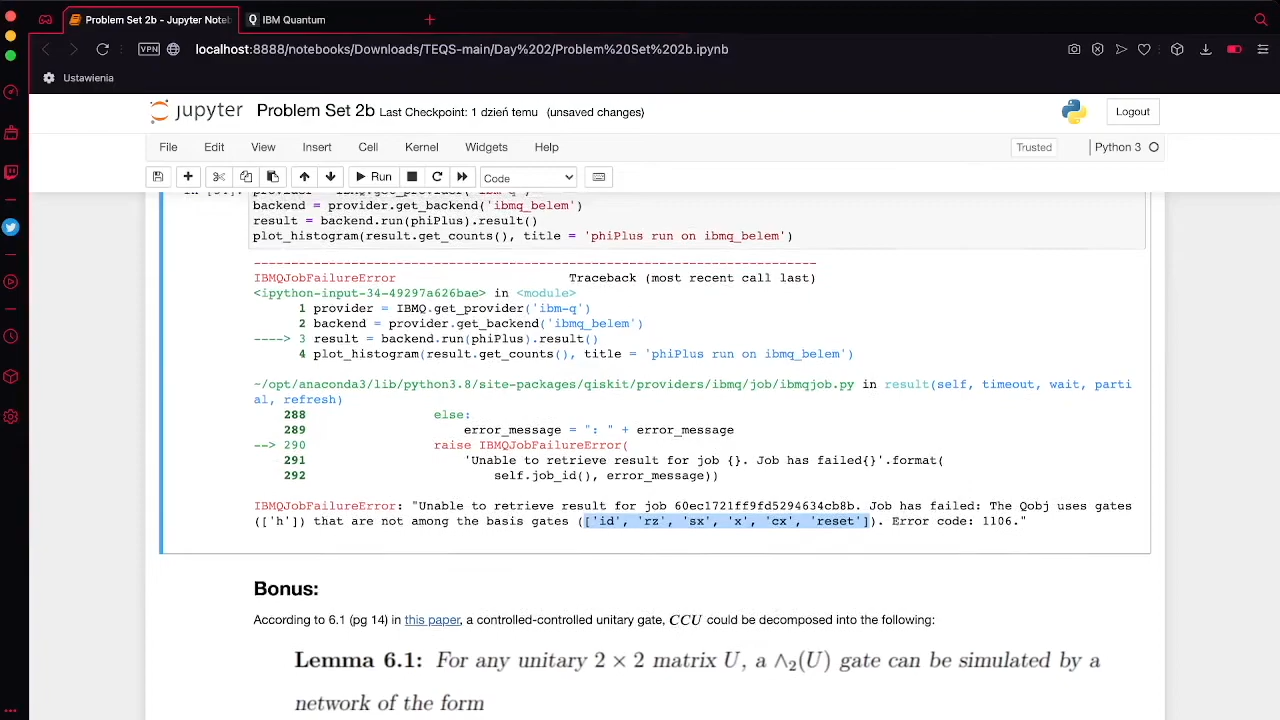 Problem Set 2b - Jupyter Noteb
IBM Quantum
VPN
localhost:8888/notebooks/Downloads/TEQS-main/Day%202/Problem%20Set%202b.ipynb
Ustawienia
jupyter Problem Set 2b Last Checkpoint: 1 dzień temu (unsaved changes)
Logout
File Edit View Insert Cell Kernel Widgets Help
Trusted
Python 3
Run
Code
backend = provider.get_backend('ibmq_belem')
result = backend.run(phiPlus).result()
plot_histogram(result.get_counts(), title = 'phiPlus run on ibmq_belem')
---------------------------------------------------------------------------
IBMQJobFailureError                       Traceback (most recent call last)
<ipython-input-34-49297a626bae> in <module>
      1 provider = IBMQ.get_provider('ibm-q')
      2 backend = provider.get_backend('ibmq_belem')
----> 3 result = backend.run(phiPlus).result()
      4 plot_histogram(result.get_counts(), title = 'phiPlus run on ibmq_belem')
~/opt/anaconda3/lib/python3.8/site-packages/qiskit/providers/ibmq/job/ibmqjob.py in result(self, timeout, wait, parti
al, refresh)
    288                 else:
    289                     error_message = ": " + error_message
--> 290                 raise IBMQJobFailureError(
    291                     'Unable to retrieve result for job {}. Job has failed{}'.format(
    292                         self.job_id(), error_message))
IBMQJobFailureError: "Unable to retrieve result for job 60ec1721ff9fd5294634cb8b. Job has failed: The Qobj uses gates
(['h']) that are not among the basis gates (['id', 'rz', 'sx', 'x', 'cx', 'reset']). Error code: 1106."
Bonus:
According to 6.1 (pg 14) in this paper, a controlled-controlled unitary gate, CCU could be decomposed into the following:
Lemma 6.1: For any unitary 2 × 2 matrix U, a ∧₂(U) gate can be simulated by a
network of the form